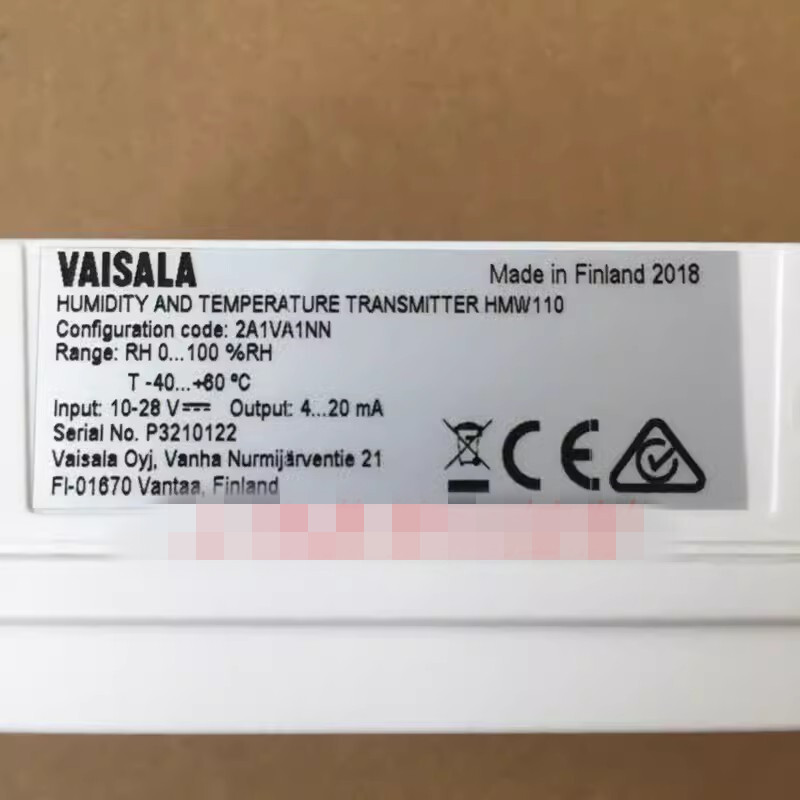 VAISALA
Made in Finland 2018
HUMIDITY AND TEMPERATURE TRANSMITTER HMW110
Configuration code: 2A1VA1NN
Range: RH 0...100 %RH
T -40...+60 ºC
Input: 10-28 V⎓ Output: 4...20 mA
Serial No. P3210122
Vaisala Oyj, Vanha Nurmijärventie 21
FI-01670 Vantaa, Finland
CE